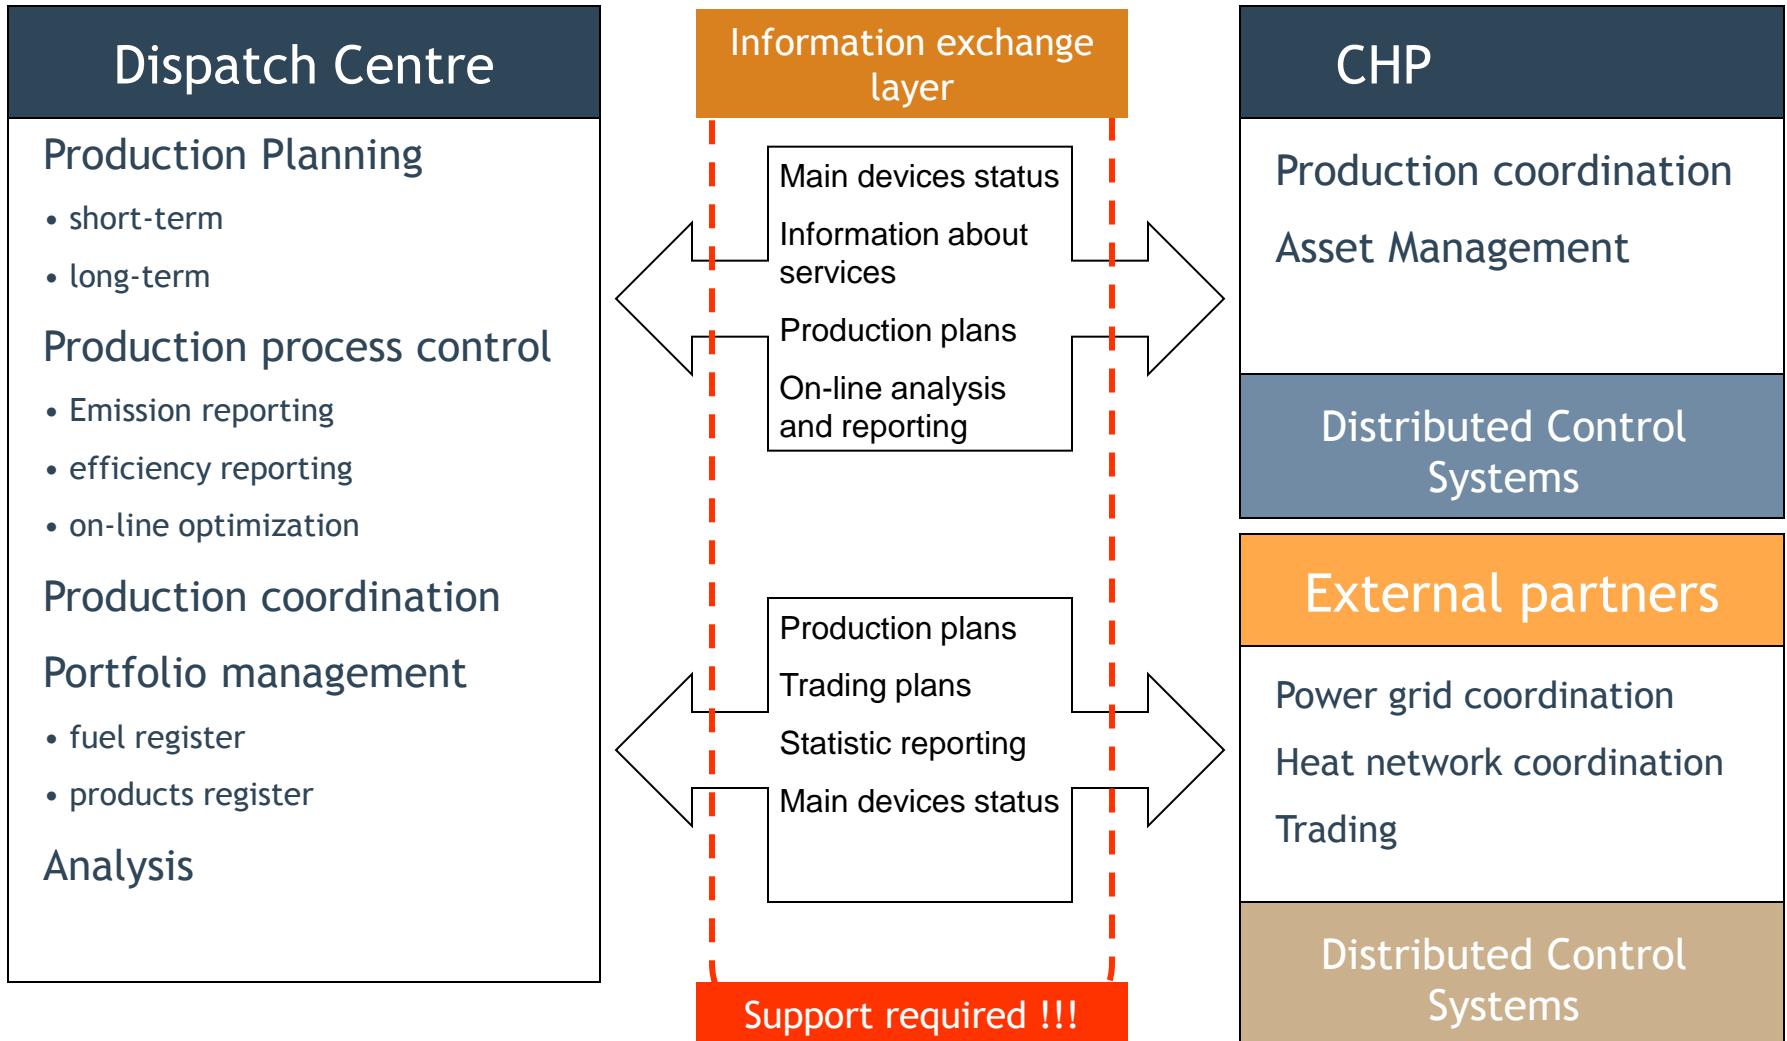 Dispatch Centre
Production Planning
• short-term
• long-term
Production process control
• Emission reporting
• efficiency reporting
• on-line optimization
Production coordination
Portfolio management
• fuel register
• products register
Analysis
Information exchange
layer
Main devices status
Information about
services
Production plans
On-line analysis
and reporting
Production plans
Trading plans
Statistic reporting
Main devices status
Support required !!!
CHP
Production coordination
Asset Management
Distributed Control
Systems
External partners
Power grid coordination
Heat network coordination
Trading
Distributed Control
Systems